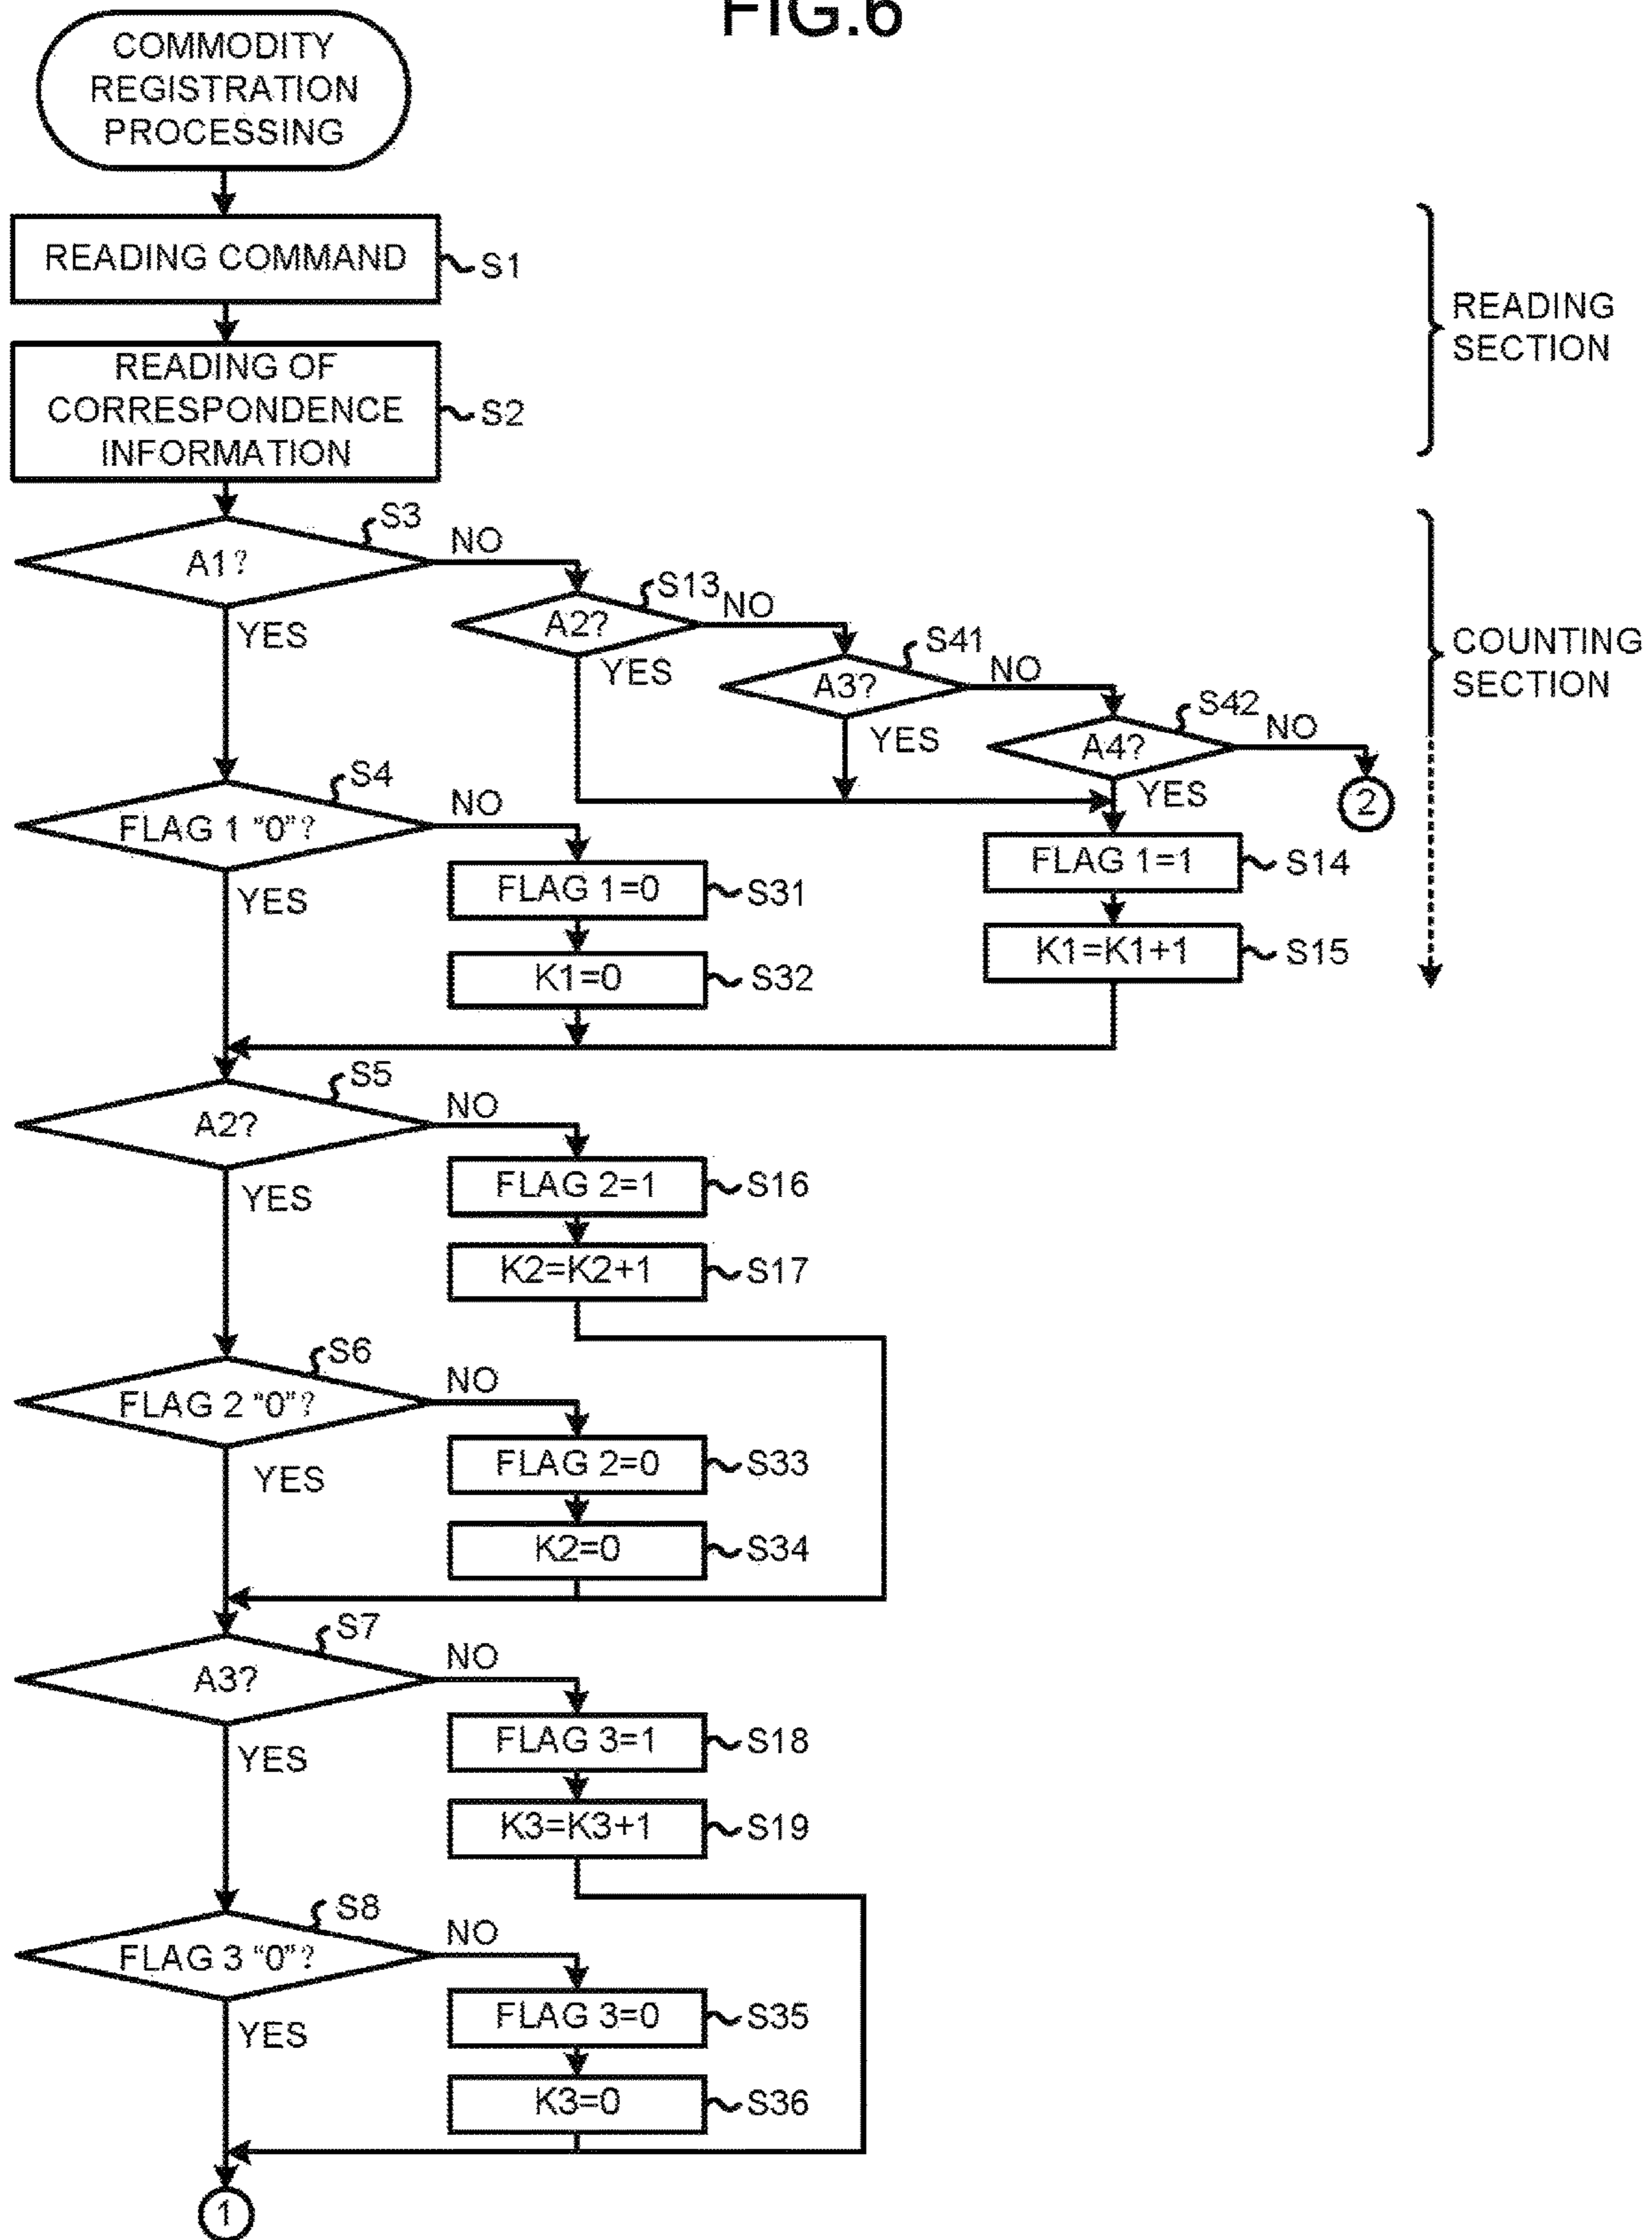 FIG.6
COMMODITY
REGISTRATION
PROCESSING
READING COMMAND
S1
READING OF
CORRESPONDENCE
INFORMATION
S2
READING
SECTION
A1?
S3
NO
YES
A2?
S13
NO
YES
A3?
S41
NO
YES
A4?
S42
NO
YES
2
COUNTING
SECTION
FLAG 1 "0"?
S4
NO
YES
FLAG 1=0
S31
K1=0
S32
FLAG 1=1
S14
K1=K1+1
S15
A2?
S5
NO
YES
FLAG 2=1
S16
K2=K2+1
S17
FLAG 2 "0"?
S6
NO
YES
FLAG 2=0
S33
K2=0
S34
A3?
S7
NO
YES
FLAG 3=1
S18
K3=K3+1
S19
FLAG 3 "0"?
S8
NO
YES
FLAG 3=0
S35
K3=0
S36
1